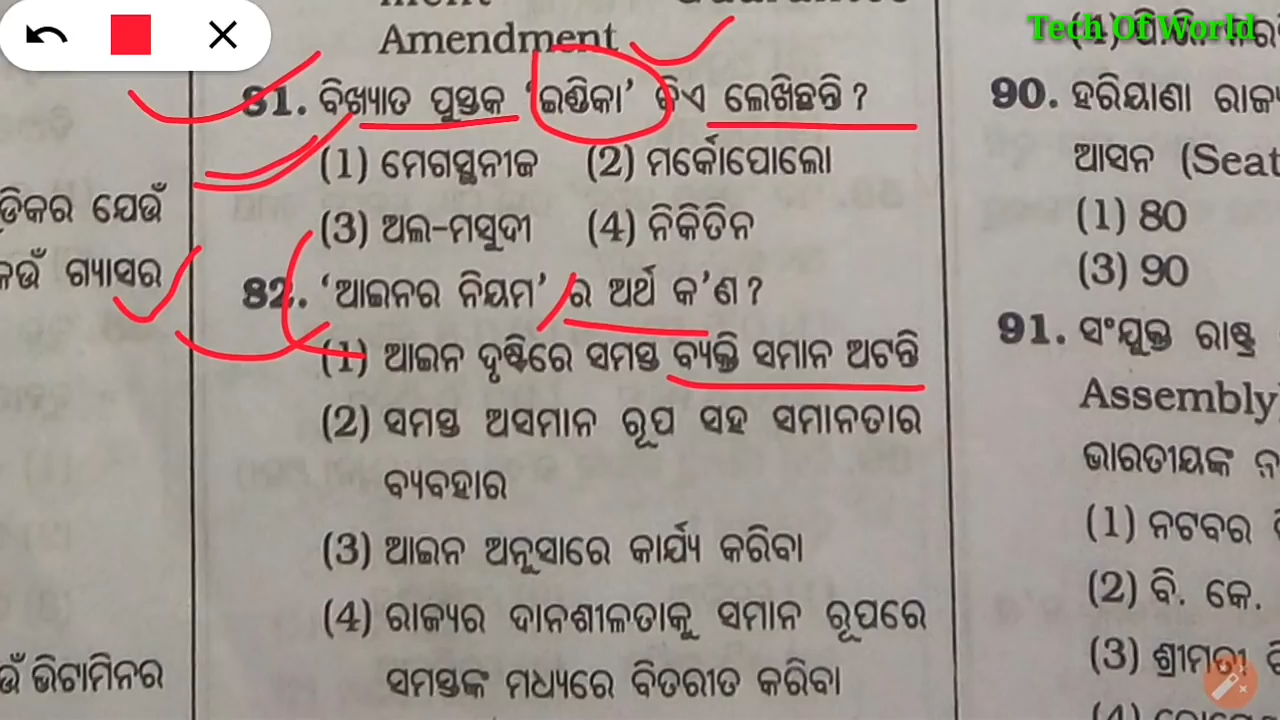 Tech Of World
Amendment
81. ବିଖ୍ୟାତ ପୁସ୍ତକ 'ଇଣ୍ଡିକା' କିଏ ଲେଖିଛନ୍ତି ?
(1) ମେଗସ୍ଥନୀଜ (2) ମର୍କୋପୋଲୋ
(3) ଅଲ-ମସୁଦୀ (4) ନିକିତିନ
82. 'ଆଇନର ନିୟମ' ର ଅର୍ଥ କ'ଣ ?
(1) ଆଇନ ଦୃଷ୍ଟିରେ ସମସ୍ତ ବ୍ୟକ୍ତି ସମାନ ଅଟନ୍ତି
(2) ସମସ୍ତ ଅସମାନ ରୂପ ସହ ସମାନତାର
ବ୍ୟବହାର
(3) ଆଇନ ଅନୁସାରେ କାର୍ଯ୍ୟ କରିବା
(4) ରାଜ୍ୟର ଦାନଶୀଳତାକୁ ସମାନ ରୂପରେ
ସମସ୍ତଙ୍କ ମଧ୍ୟରେ ବିତରୀତ କରିବା
ଯେଉଁ
ଗ୍ୟାସର
ଭିଟାମିନର
90. ହରିୟାଣା
ଆସନ (Seat
(1) 80
(3) 90
91. ସଂଯୁକ୍ତ ରାଷ୍ଟ୍ର
Assembly
ଭାରତୀୟଙ୍କ
(1) ନଟବର
(2) ବି. କେ.
(3) ଶ୍ରୀମତୀ